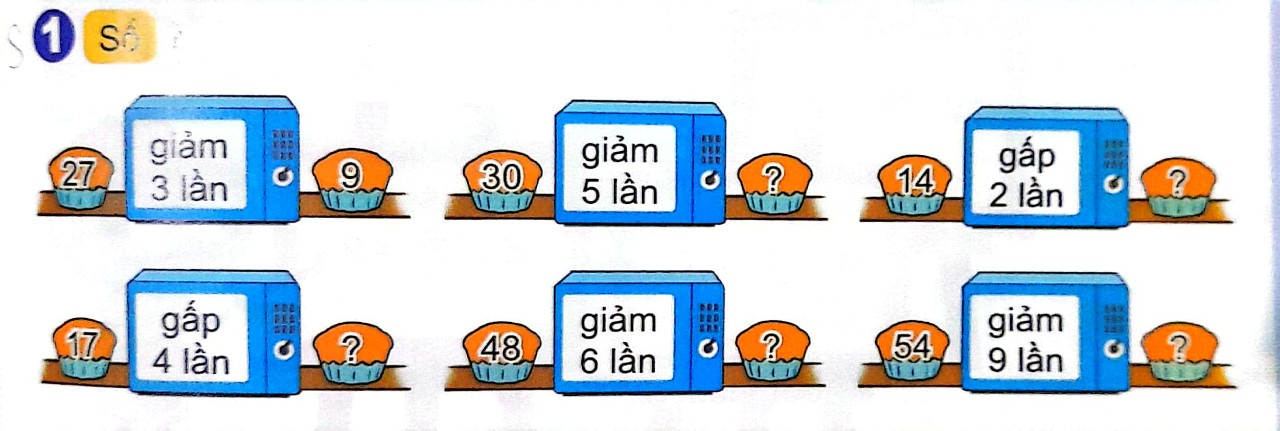 1 Số ?
27 giảm 3 lần 9
30 giảm 5 lần ?
14 gấp 2 lần ?
17 gấp 4 lần ?
48 giảm 6 lần ?
54 giảm 9 lần ?